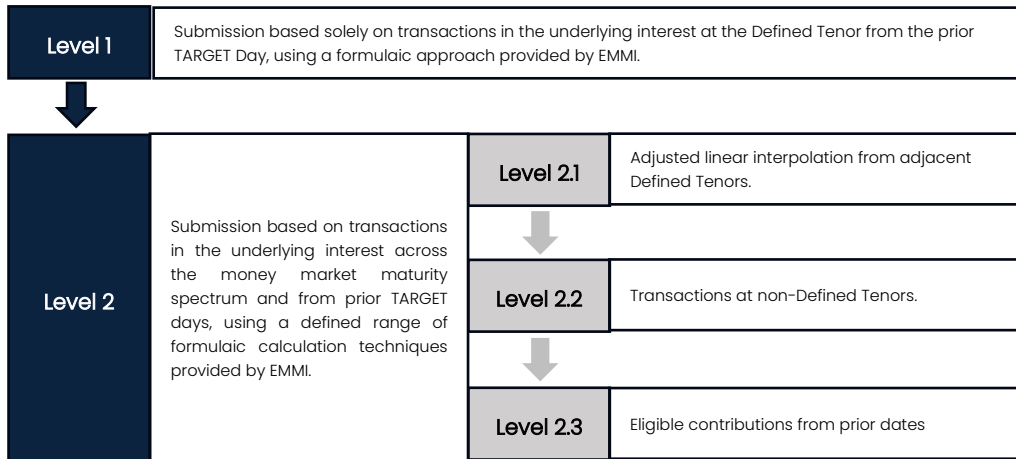 Level 1
Submission based solely on transactions in the underlying interest at the Defined Tenor from the prior
TARGET Day, using a formulaic approach provided by EMMI.
Level 2
Submission based on transactions
in the underlying interest across
the money market maturity
spectrum and from prior TARGET
days, using a defined range of
formulaic calculation techniques
provided by EMMI.
Level 2.1
Adjusted linear interpolation from adjacent
Defined Tenors.
Level 2.2
Transactions at non-Defined Tenors.
Level 2.3
Eligible contributions from prior dates